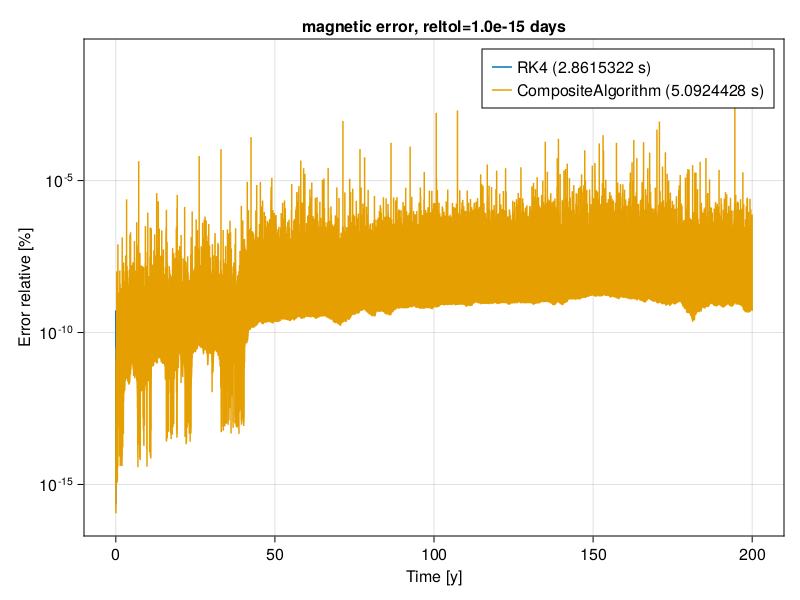 magnetic error, reltol=1.0e-15 days
RK4 (2.8615322 s)
CompositeAlgorithm (5.0924428 s)
10⁻⁵
10⁻¹⁰
10⁻¹⁵
Error relative [%]
0 50 100 150 200
Time [y]